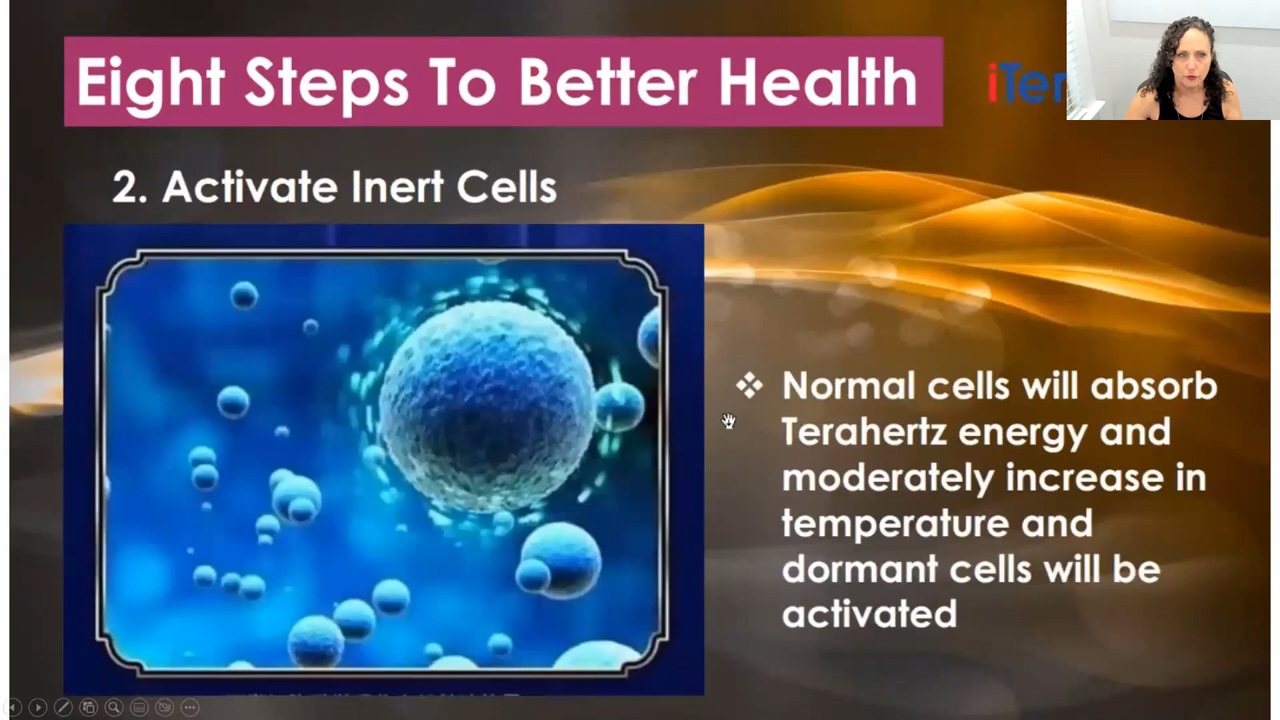 Eight Steps To Better Health
iTer
2. Activate Inert Cells
❖ Normal cells will absorb
Terahertz energy and
moderately increase in
temperature and
dormant cells will be
activated